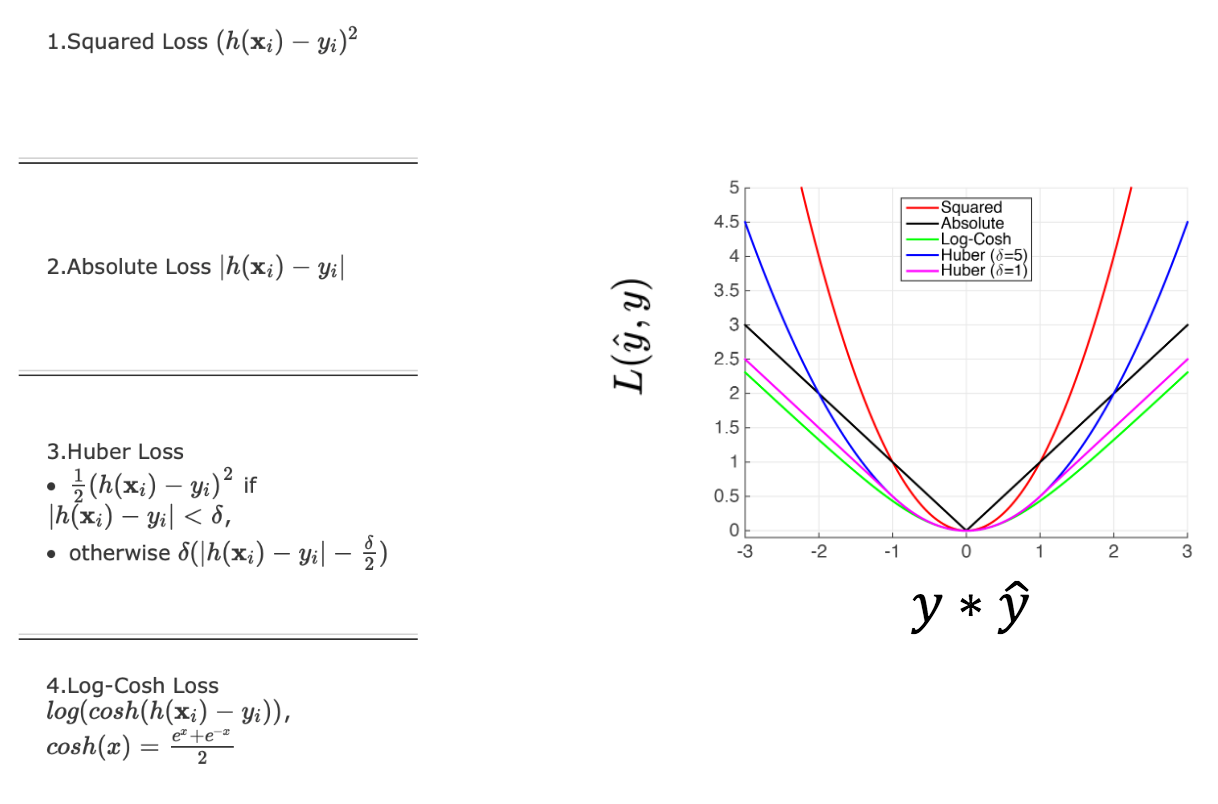 1.Squared Loss (h(𝐱ᵢ) − yᵢ)²
2.Absolute Loss |h(𝐱ᵢ) − yᵢ|
3.Huber Loss
• ½(h(𝐱ᵢ) − yᵢ)² if
|h(𝐱ᵢ) − yᵢ| < δ,
• otherwise δ(|h(𝐱ᵢ) − yᵢ| − δ/2)
4.Log-Cosh Loss
log(cosh(h(𝐱ᵢ) − yᵢ)),
cosh(x) = (eˣ+e⁻ˣ)/2
L(ŷ, y)
5
4.5
4
3.5
3
2.5
2
1.5
1
0.5
0
Squared
Absolute
Log-Cosh
Huber (δ=5)
Huber (δ=1)
-3 -2 -1 0 1 2 3
y ∗ ŷ